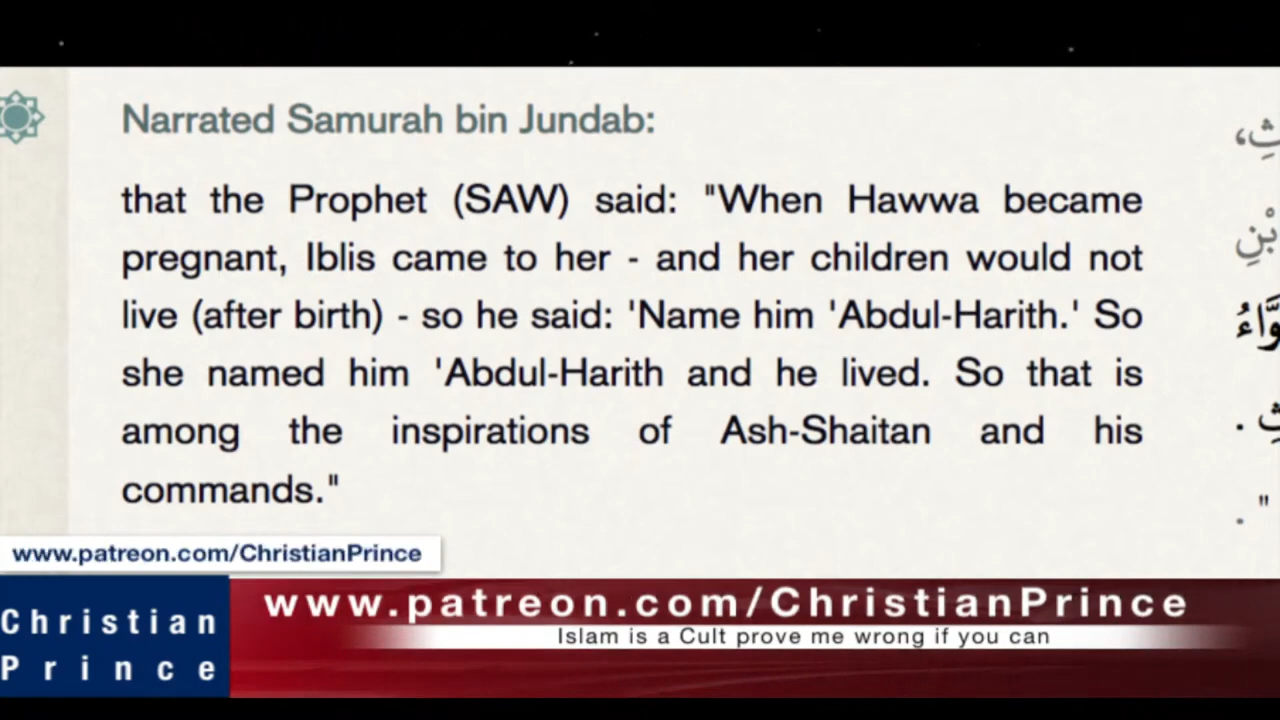 Narrated Samurah bin Jundab:
that the Prophet (SAW) said: "When Hawwa became
pregnant, Iblis came to her - and her children would not
live (after birth) - so he said: 'Name him 'Abdul-Harith.' So
she named him 'Abdul-Harith and he lived. So that is
among the inspirations of Ash-Shaitan and his
commands."
www.patreon.com/ChristianPrince
Christian
Prince
www.patreon.com/ChristianPrince
Islam is a Cult prove me wrong if you can